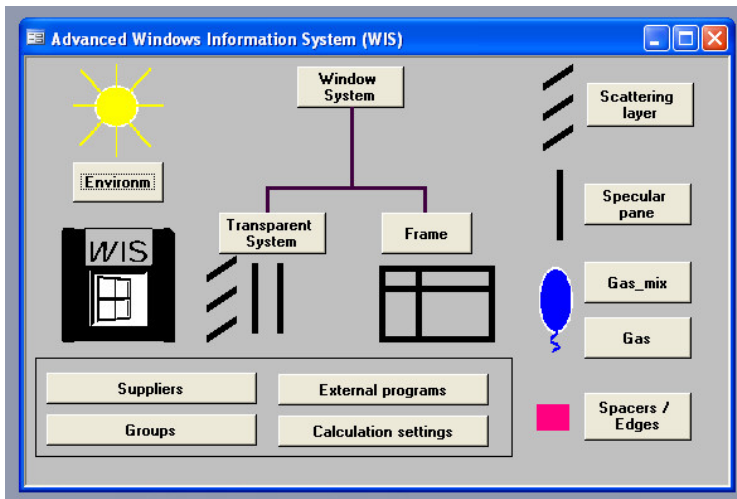 Advanced Windows Information System (WIS)
Window
System
Scattering
layer
Environm
Specular
pane
Transparent
System
Frame
WIS
Gas_mix
Gas
Suppliers
External programs
Groups
Calculation settings
Spacers /
Edges